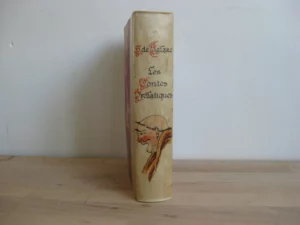 H. de Balzac
Les
Contes
Drolatiques